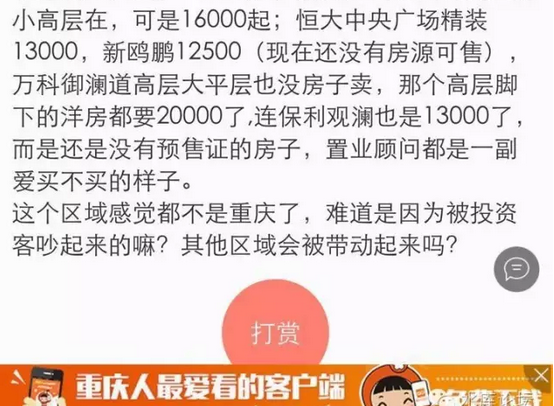 小高层在，可是16000起；恒大中央广场精装
13000，新鸥鹏12500（现在还没有房源可售），
万科御澜道高层大平层也没房子卖，那个高层脚
下的洋房都要20000了,连保利观澜也是13000了，
而是还是没有预售证的房子，置业顾问都是一副
爱买不买的样子。
这个区域感觉都不是重庆了，难道是因为被投资
客吵起来的嘛？其他区域会被带动起来吗？
打赏
重庆人最爱看的客户端